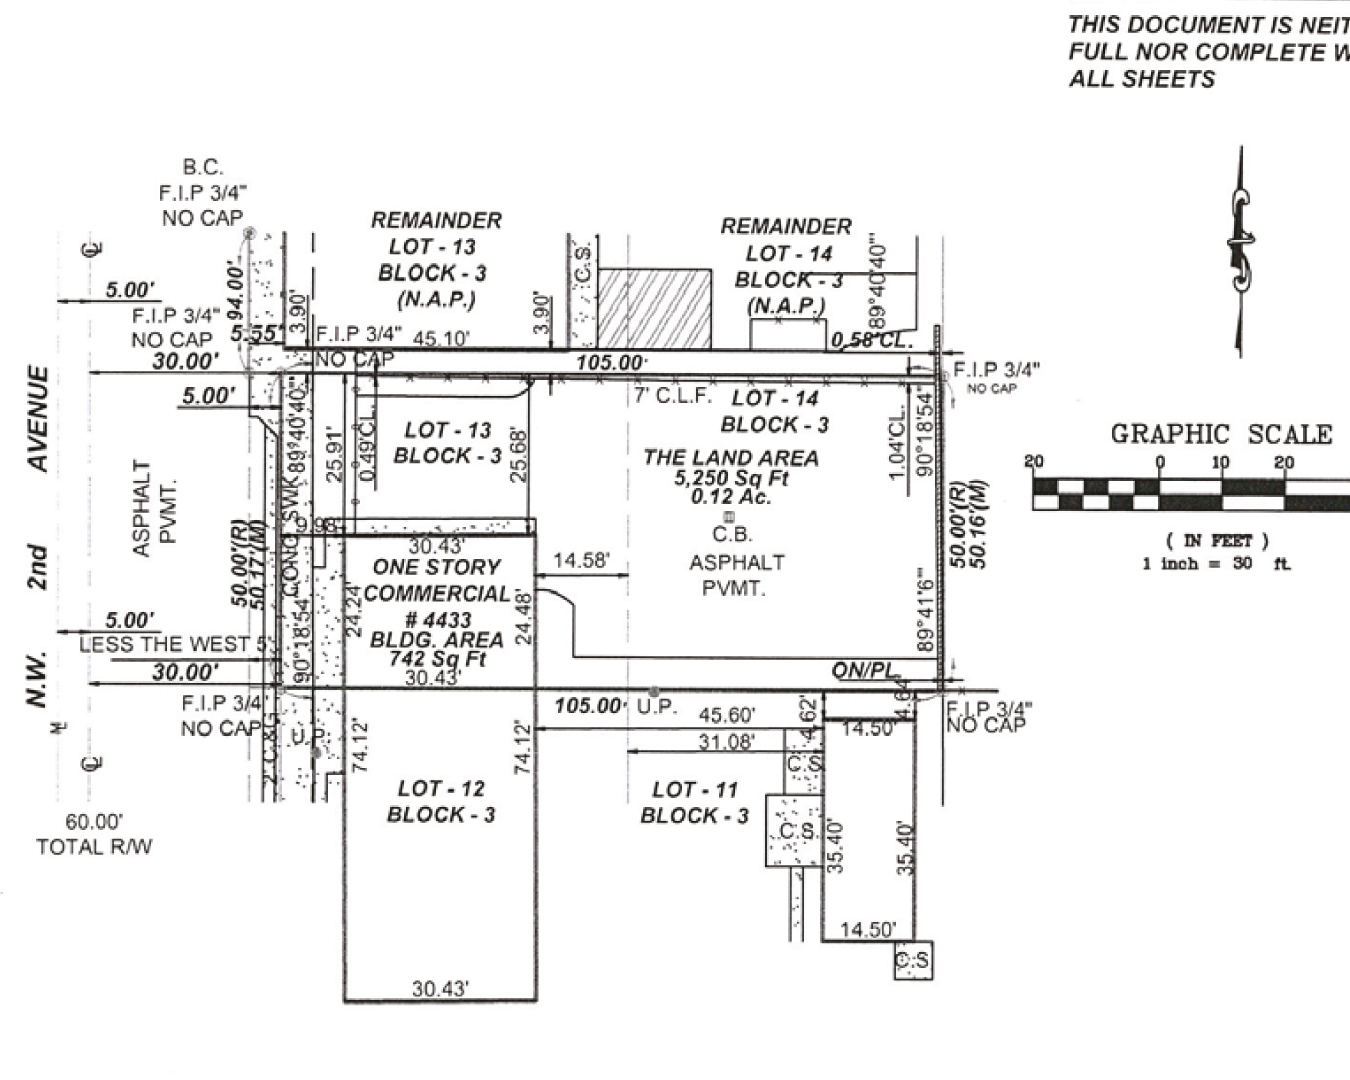 THIS DOCUMENT IS NEIT
FULL NOR COMPLETE W
ALL SHEETS
B.C.
F.I.P 3/4"
NO CAP
REMAINDER
LOT - 13
BLOCK - 3
(N.A.P.)
C.S.
REMAINDER
LOT - 14
BLOCK - 3
(N.A.P.)
89°40'40"
94.00'
5.00'
F.I.P 3/4"
NO CAP
5.55'
3.90'
F.I.P 3/4"
NO CAP
45.10'
3.90'
0.58'CL.
30.00'
105.00'
F.I.P 3/4"
NO CAP
5.00'
7' C.L.F.
LOT - 14
BLOCK - 3
LOT - 13
BLOCK - 3
89°40'40"
25.91'
0.49'CL.
25.68'
THE LAND AREA
5,250 Sq Ft
0.12 Ac.
C.B.
ASPHALT
PVMT.
1.04'CL.
90°18'54"
50.00'(R)
50.16'(M)
GRAPHIC SCALE
20 0 10 20
( IN FEET )
1 inch = 30 ft.
N.W. 2nd AVENUE
ASPHALT
PVMT.
50.00'(R)
50.17'(M)
CONC SWK
9.98'
30.43'
ONE STORY
COMMERCIAL
# 4433
BLDG. AREA
742 Sq Ft
30.43'
24.24'
24.48'
14.58'
89°41'6"
90°18'54"
5.00'
LESS THE WEST 5'
30.00'
ON/PL
F.I.P 3/4"
NO CAP
105.00'
U.P.
45.60'
31.08'
4.62'
4.64'
14.50'
F.I.P 3/4"
NO CAP
2' C&G
U.P.
74.12'
74.12'
C.S.
LOT - 12
BLOCK - 3
LOT - 11
BLOCK - 3
C.S.
35.40'
35.40'
60.00'
TOTAL R/W
14.50'
C.S
30.43'